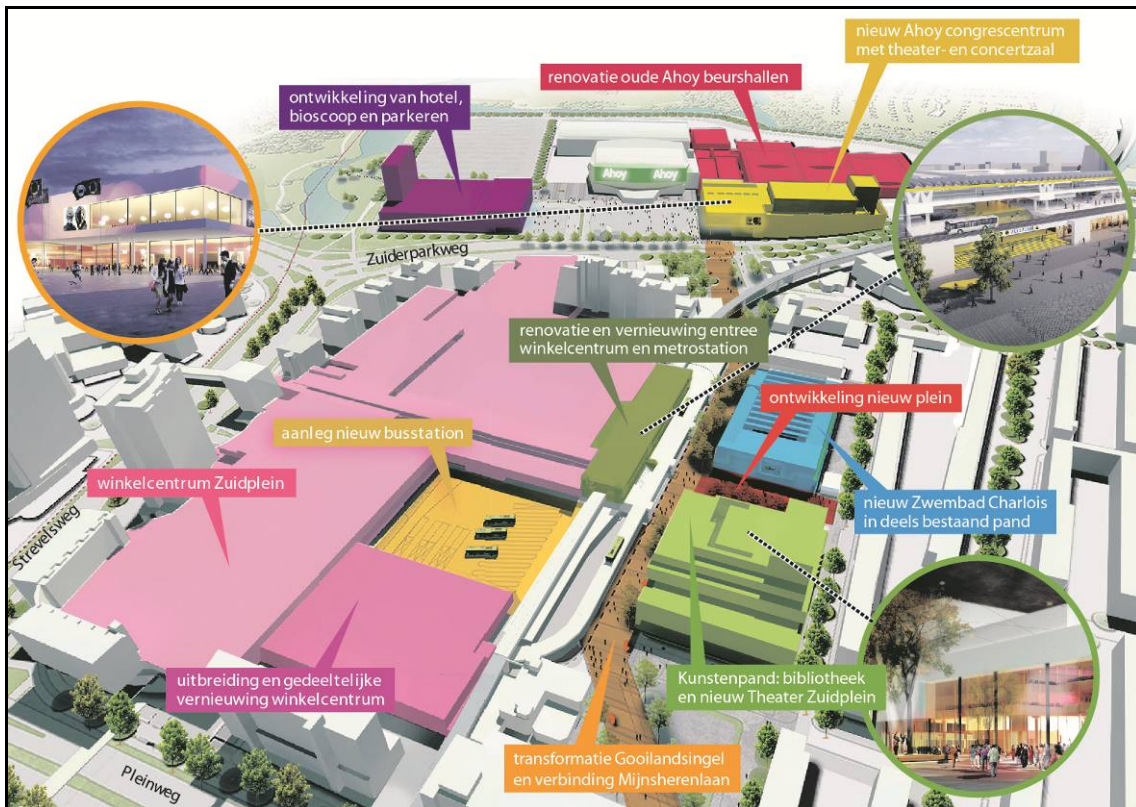 nieuw Ahoy congrescentrum
met theater- en concertzaal
renovatie oude Ahoy beurshallen
ontwikkeling van hotel,
bioscoop en parkeren
Ahoy Ahoy
Zuiderparkweg
renovatie en vernieuwing entree
winkelcentrum en metrostation
ontwikkeling nieuw plein
aanleg nieuw busstation
winkelcentrum Zuidplein
nieuw Zwembad Charlois
in deels bestaand pand
Strevelsweg
uitbreiding en gedeeltelijke
vernieuwing winkelcentrum
Kunstenpand: bibliotheek
en nieuw Theater Zuidplein
transformatie Gooilandsingel
en verbinding Mijnsherenlaan
Pleinweg